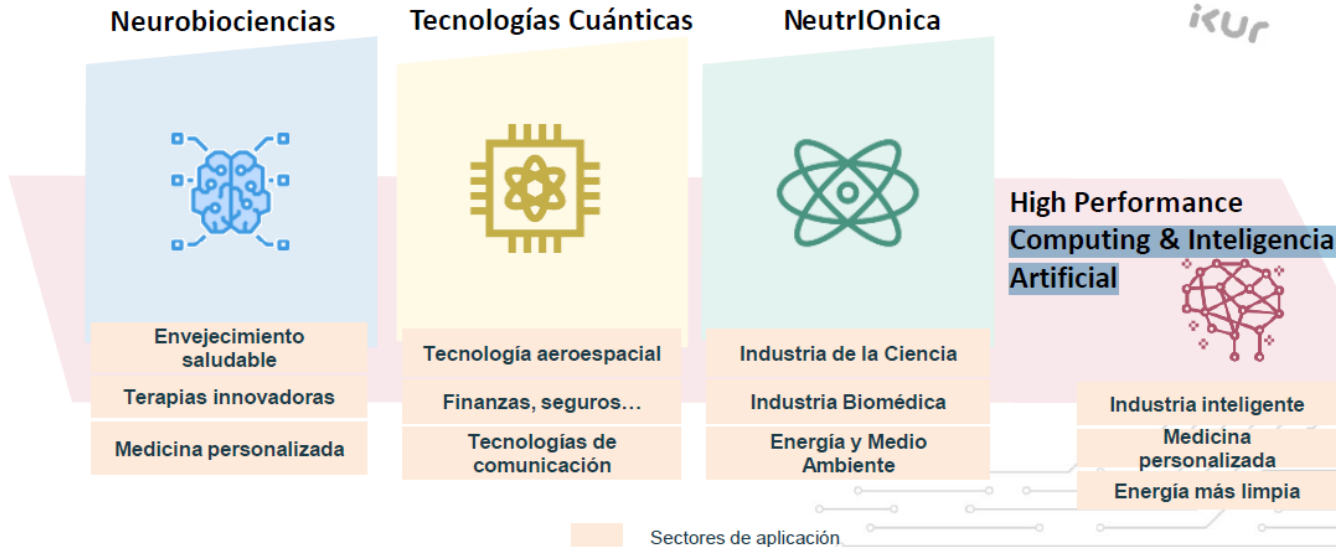 Neurobiociencias
Tecnologías Cuánticas
NeutrIOnica
ikur
High Performance
Computing & Inteligencia
Artificial
Envejecimiento
saludable
Terapias innovadoras
Medicina personalizada
Tecnología aeroespacial
Finanzas, seguros...
Tecnologías de
comunicación
Industria de la Ciencia
Industria Biomédica
Energía y Medio
Ambiente
Industria inteligente
Medicina
personalizada
Energía más limpia
Sectores de aplicación